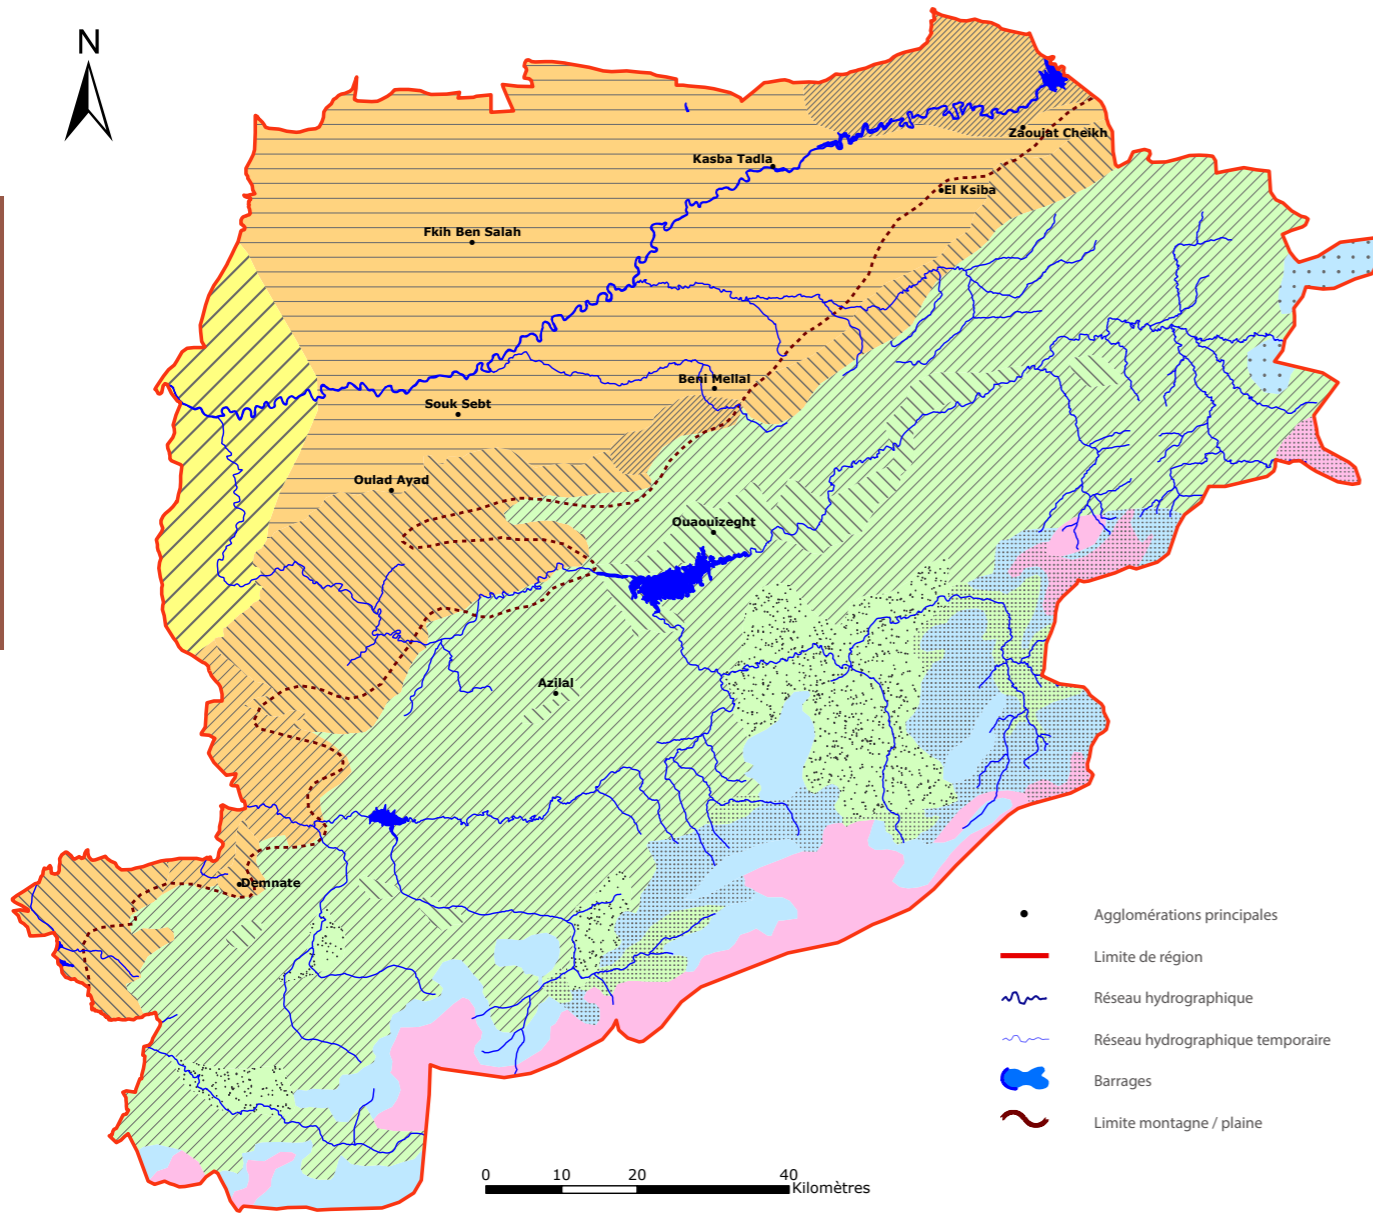 N
Zaouiat Cheikh
Kasba Tadla
El Ksiba
Fkih Ben Salah
Beni Mellal
Souk Sebt
Oulad Ayad
Ouaouizeght
Azilal
Demnate
Agglomérations principales
Limite de région
Réseau hydrographique
Réseau hydrographique temporaire
Barrages
Limite montagne / plaine
0 10 20 40
Kilomètres